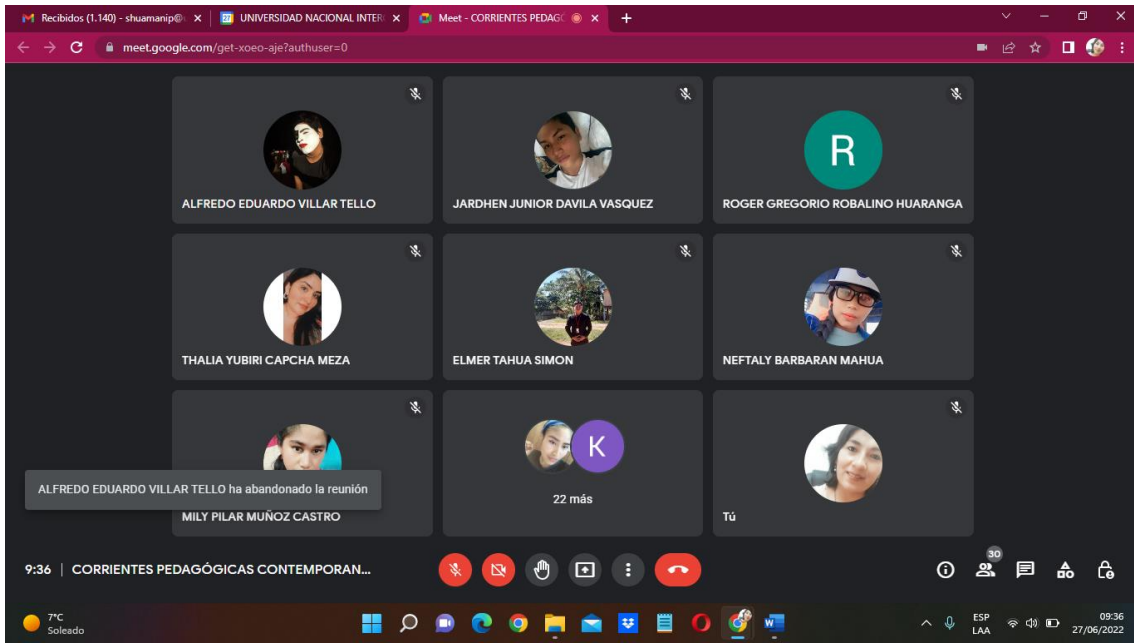 Recibidos (1.140) - shuamanip@
UNIVERSIDAD NACIONAL INTER
Meet - CORRIENTES PEDAG
meet.google.com/get-xoeo-aje?authuser=0
ALFREDO EDUARDO VILLAR TELLO
JARDHEN JUNIOR DAVILA VASQUEZ
R
ROGER GREGORIO ROBALINO HUARANGA
THALIA YUBIRI CAPCHA MEZA
ELMER TAHUA SIMON
NEFTALY BARBARAN MAHUA
ALFREDO EDUARDO VILLAR TELLO ha abandonado la reunión
MILY PILAR MUÑOZ CASTRO
K
22 más
Tú
9:36 | CORRIENTES PEDAGÓGICAS CONTEMPORAN...
30
7°C
Soleado
ESP
LAA
09:36
27/06/2022